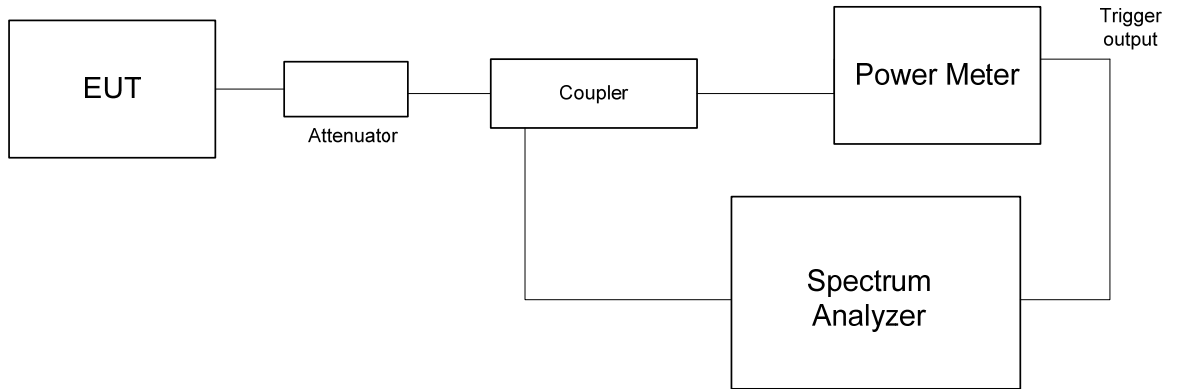 EUT
Attenuator
Coupler
Power Meter
Trigger
output
Spectrum
Analyzer